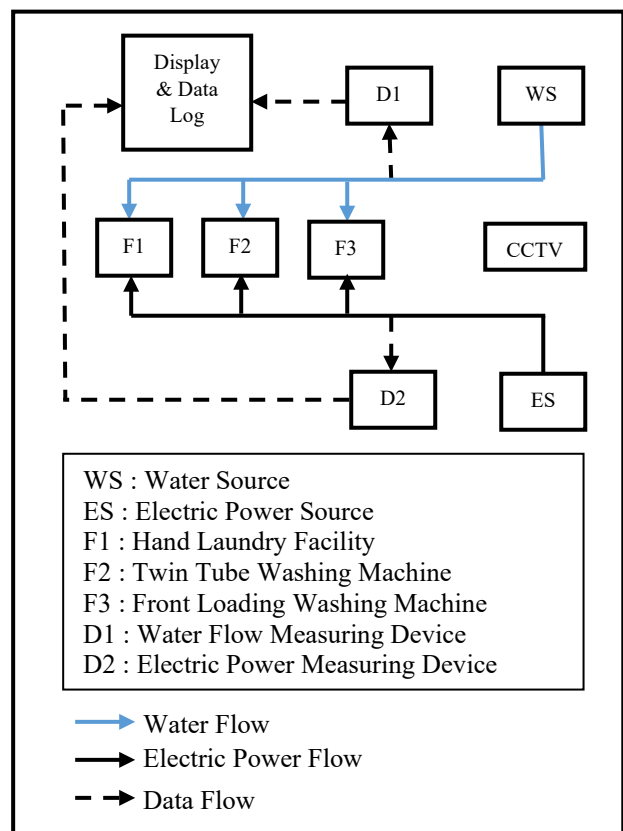 Display
& Data
Log
D1
WS
F1
F2
F3
CCTV
D2
ES
WS : Water Source
ES : Electric Power Source
F1 : Hand Laundry Facility
F2 : Twin Tube Washing Machine
F3 : Front Loading Washing Machine
D1 : Water Flow Measuring Device
D2 : Electric Power Measuring Device
Water Flow
Electric Power Flow
Data Flow